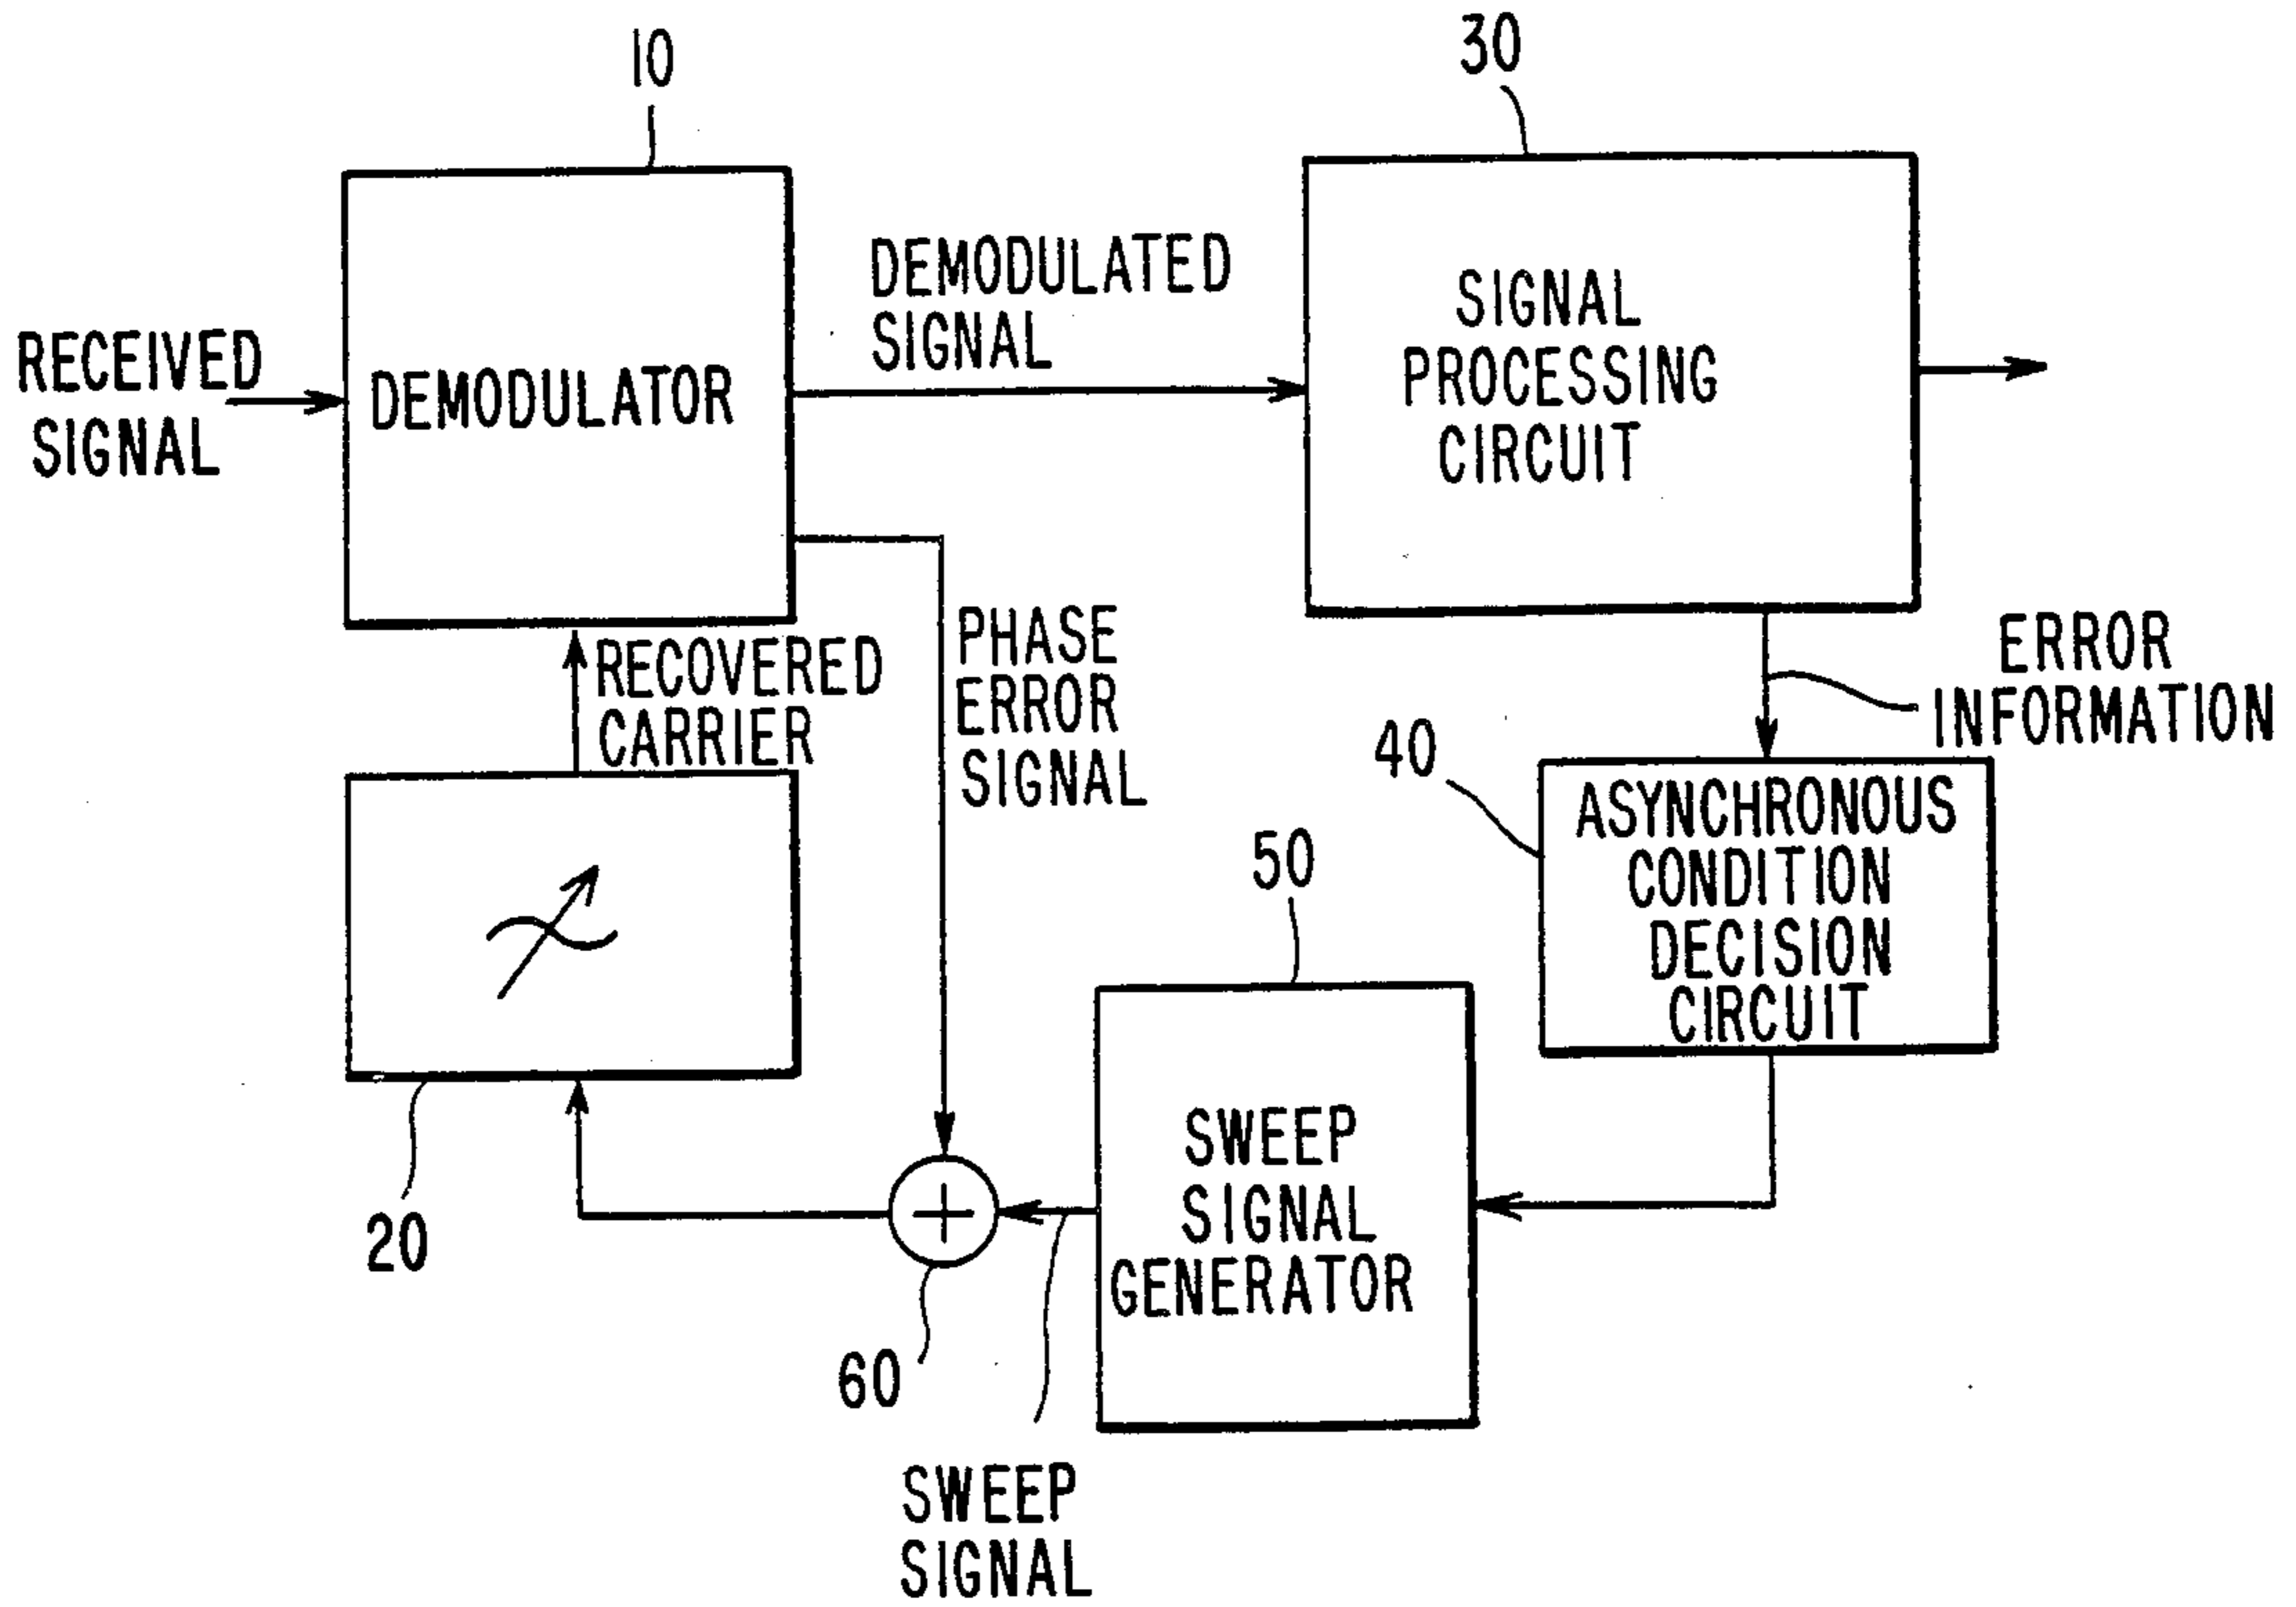 10
30
RECEIVED
SIGNAL
DEMODULATOR
DEMODULATED
SIGNAL
SIGNAL
PROCESSING
CIRCUIT
RECOVERED
CARRIER
PHASE
ERROR
SIGNAL
ERROR
INFORMATION
40
ASYNCHRONOUS
CONDITION
DECISION
CIRCUIT
50
SWEEP
SIGNAL
GENERATOR
20
60
SWEEP
SIGNAL